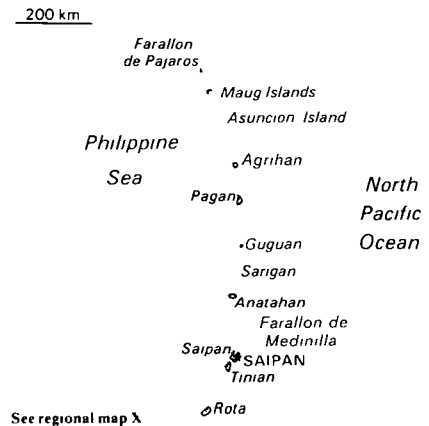 200 km
Farallon
de Pajaros
Maug Islands
Asuncion Island
Philippine
Sea
Agrihan
Pagan
North
Pacific
Ocean
Guguan
Sarigan
Anatahan
Farallon de
Medinilla
Saipan
SAIPAN
Tinian
Rota
See regional map X